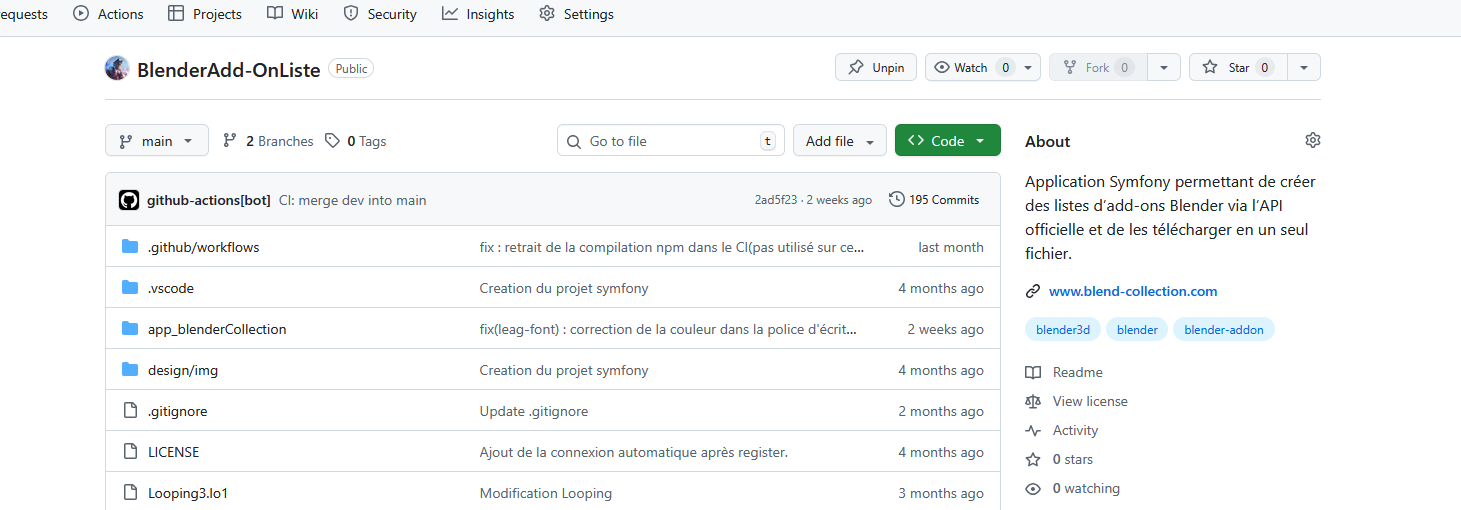 equests Actions Projects Wiki Security Insights Settings
BlenderAdd-OnListe Public Unpin Watch 0 Fork 0 Star 0
main 2 Branches 0 Tags Go to file t Add file Code
github-actions[bot] CI: merge dev into main 2ad5f23 · 2 weeks ago 195 Commits
.github/workflows fix : retrait de la compilation npm dans le CI(pas utilisé sur ce... last month
.vscode Creation du projet symfony 4 months ago
app_blenderCollection fix(leag-font) : correction de la couleur dans la police d'écrit... 2 weeks ago
design/img Creation du projet symfony 4 months ago
.gitignore Update .gitignore 2 months ago
LICENSE Ajout de la connexion automatique après register. 4 months ago
Looping3.lo1 Modification Looping 3 months ago
About
Application Symfony permettant de créer
des listes d'add-ons Blender via l'API
officielle et de les télécharger en un seul
fichier.
www.blend-collection.com
blender3d blender blender-addon
Readme
View license
Activity
0 stars
0 watching